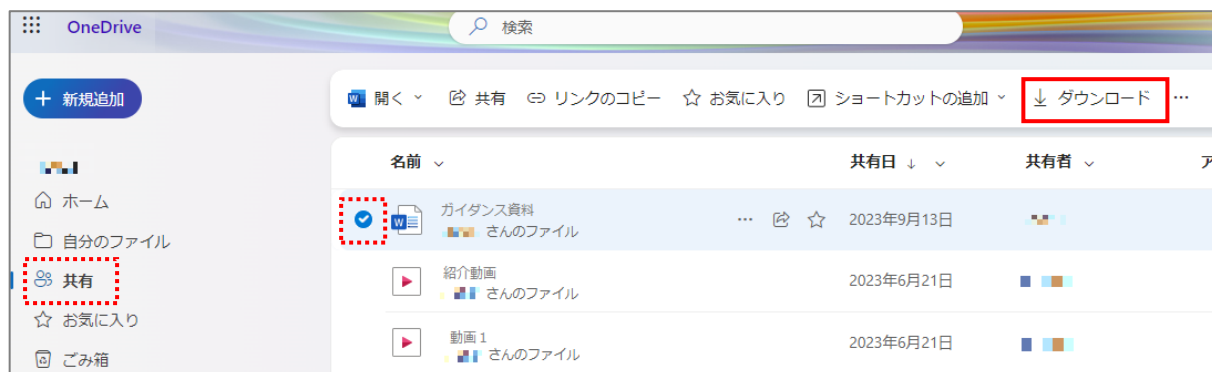 OneDrive
検索
新規追加
開く 共有 リンクのコピー お気に入り ショートカットの追加 ダウンロード ...
ホーム
自分のファイル
共有
お気に入り
ごみ箱
名前 共有日 共有者
ガイダンス資料
さんのファイル
... 2023年9月13日
紹介動画
さんのファイル
2023年6月21日
動画1
さんのファイル
2023年6月21日